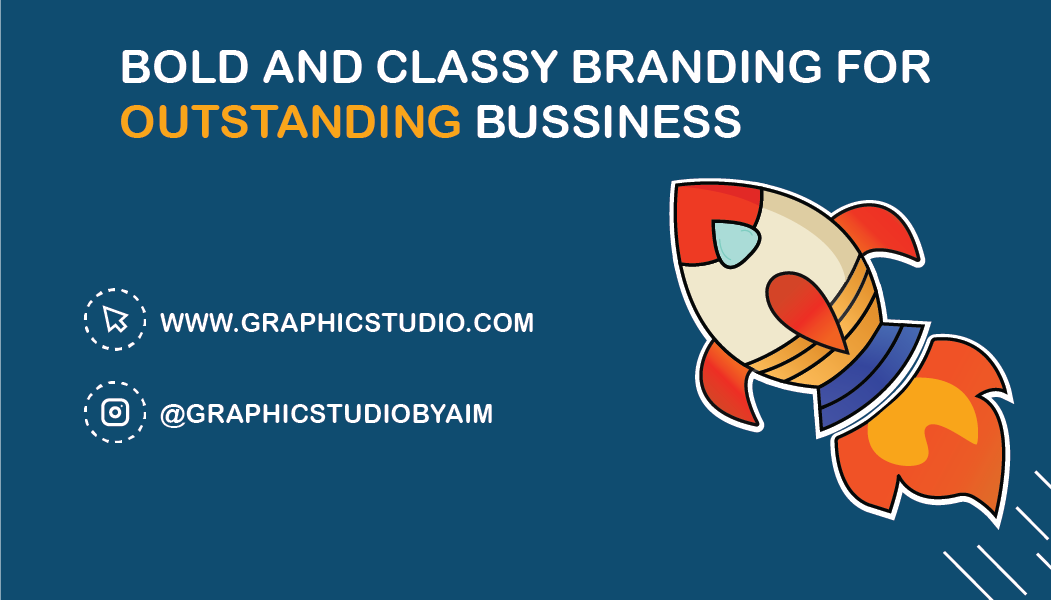 BOLD AND CLASSY BRANDING FOR
OUTSTANDING BUSSINESS
WWW.GRAPHICSTUDIO.COM
@GRAPHICSTUDIOBYAIM